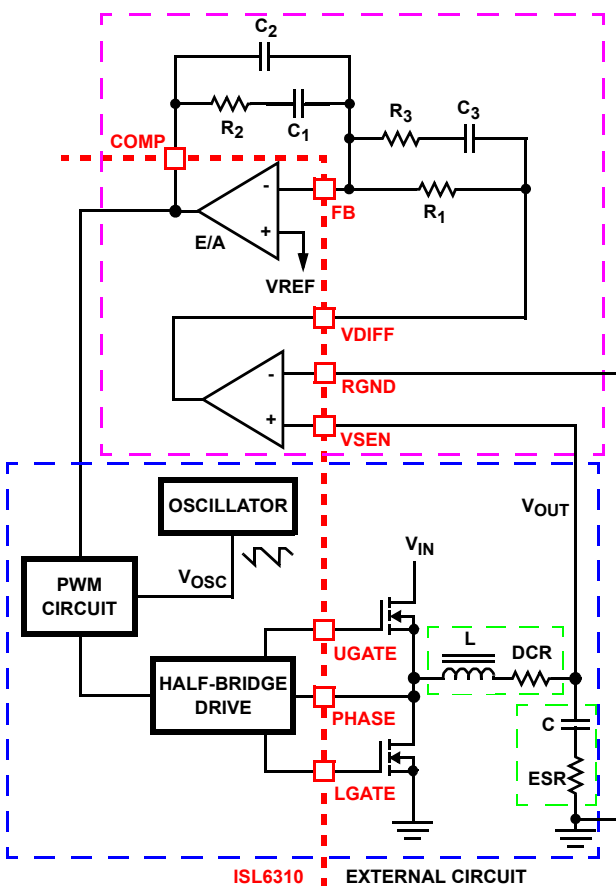 C2
R2
C1
R3
C3
R1
COMP
-
+
E/A
FB
VREF
VDIFF
-
+
RGND
VSEN
OSCILLATOR
VOUT
PWM
CIRCUIT
VOSC
VIN
UGATE
L
DCR
HALF-BRIDGE
DRIVE
PHASE
C
ESR
LGATE
ISL6310
EXTERNAL CIRCUIT